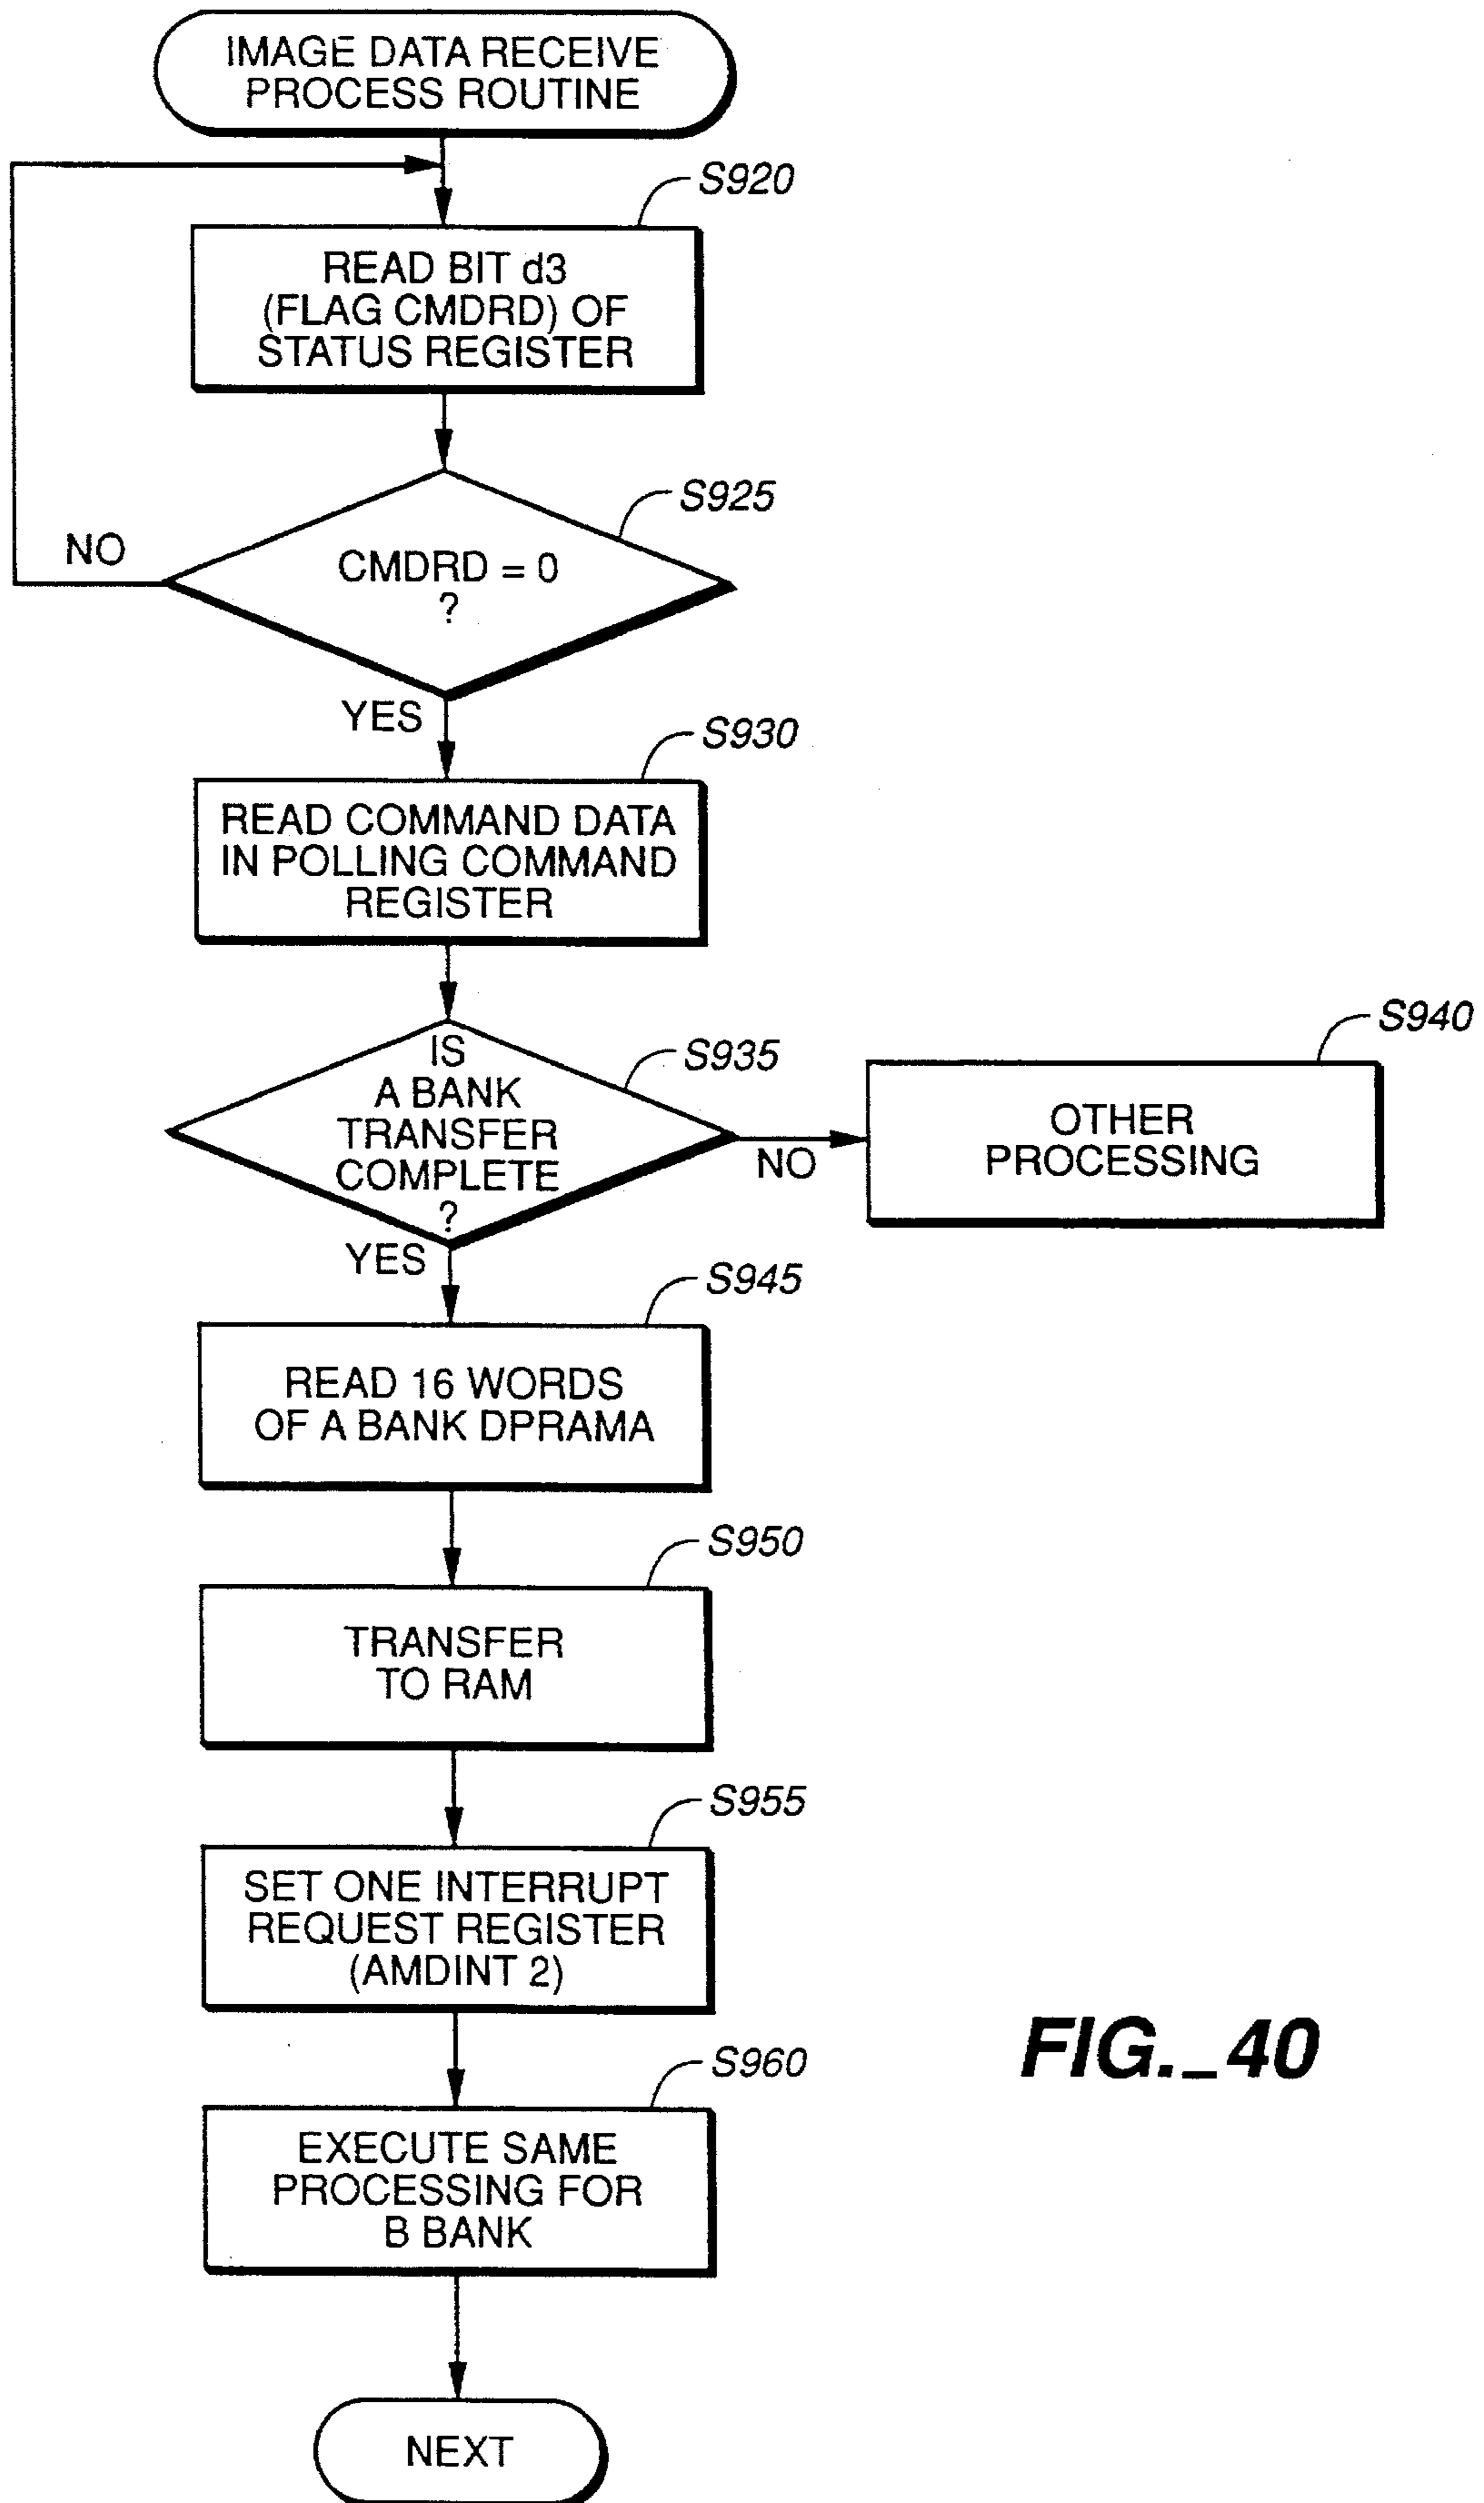 IMAGE DATA RECEIVE
PROCESS ROUTINE
S920
READ BIT d3
(FLAG CMDRD) OF
STATUS REGISTER
S925
NO
CMDRD = 0
?
YES
S930
READ COMMAND DATA
IN POLLING COMMAND
REGISTER
S935
IS
A BANK
TRANSFER
COMPLETE
?
NO
S940
OTHER
PROCESSING
YES
S945
READ 16 WORDS
OF A BANK DPRAMA
S950
TRANSFER
TO RAM
S955
SET ONE INTERRUPT
REQUEST REGISTER
(AMDINT 2)
S960
EXECUTE SAME
PROCESSING FOR
B BANK
NEXT
FIG._40